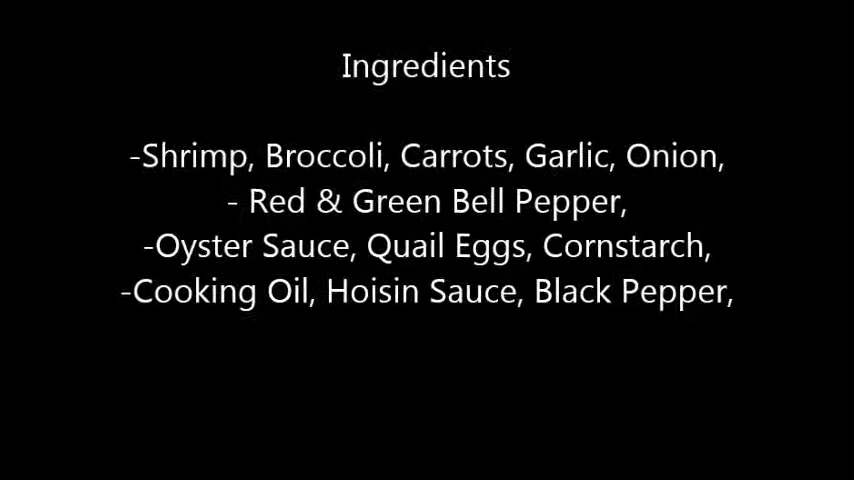 Ingredients
-Shrimp, Broccoli, Carrots, Garlic, Onion,
- Red & Green Bell Pepper,
-Oyster Sauce, Quail Eggs, Cornstarch,
-Cooking Oil, Hoisin Sauce, Black Pepper,